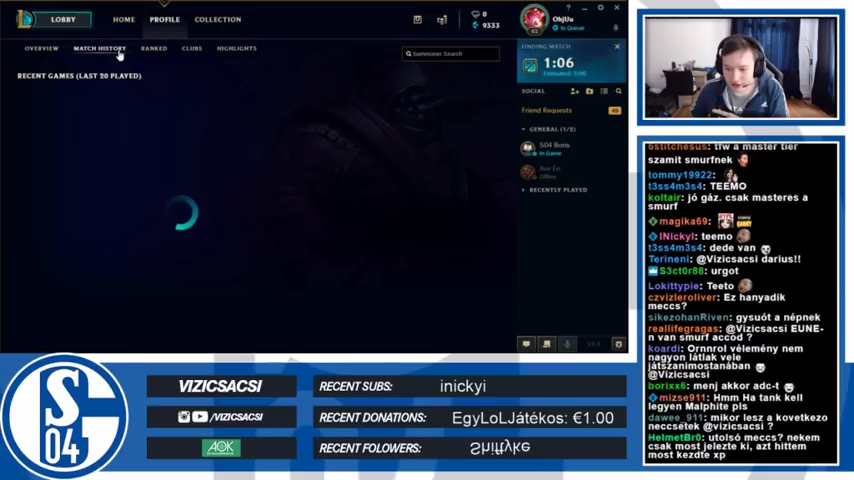 LOBBY
HOME
PROFILE
COLLECTION
0
9333
ObjUu
In Queue
OVERVIEW
MATCH HISTORY
RANKED
CLUBS
HIGHLIGHTS
Summoner Search
FINDING MATCH
1:06
RECENT GAMES (LAST 20 PLAYED)
SOCIAL
Friend Requests
GENERAL (1/2)
504 Boris
In Game
Offline
RECENTLY PLAYED
6stitchesus: tfw a master tier
szamit smurfnek
tommy19922:
t3ss4m3s4: TEEMO
koltair: jó gáz. csak masteres a
smurf
magika69:
INickyI: teemo
t3ss4m3s4: dede van
Terineni: @Vizicsacsi darius!!
S3ct0r88: urgot
Lokittypie: Teeto
czvizleroliver: Ez hanyadik
meccs?
sikezohanRiven: gysuót a népnek
reallifegragas: @Vizicsacsi EUNE-
n van smurf accod ?
koardi: Ornnrol vélemény nem
nagyon látlak vele
játszanimostanában
@Vizicsacsi
borixx6: menj akkor adc-t
mizse911: Hmm Ha tank kell
legyen Malphite pls
dawee_911: mikor lesz a kovetkezo
neccsetek @vizicsacsi ?
HelmetBr0: utolsó meccs? nekem
csak most jelezte ki, azt hittem
most kezdte xp
S
04
VIZICSACSI
RECENT SUBS:
inickyi
/VIZICSACSI
RECENT DONATIONS:
EgyLoLJátékos: €1.00
AOK
RECENT FOLOWERS: